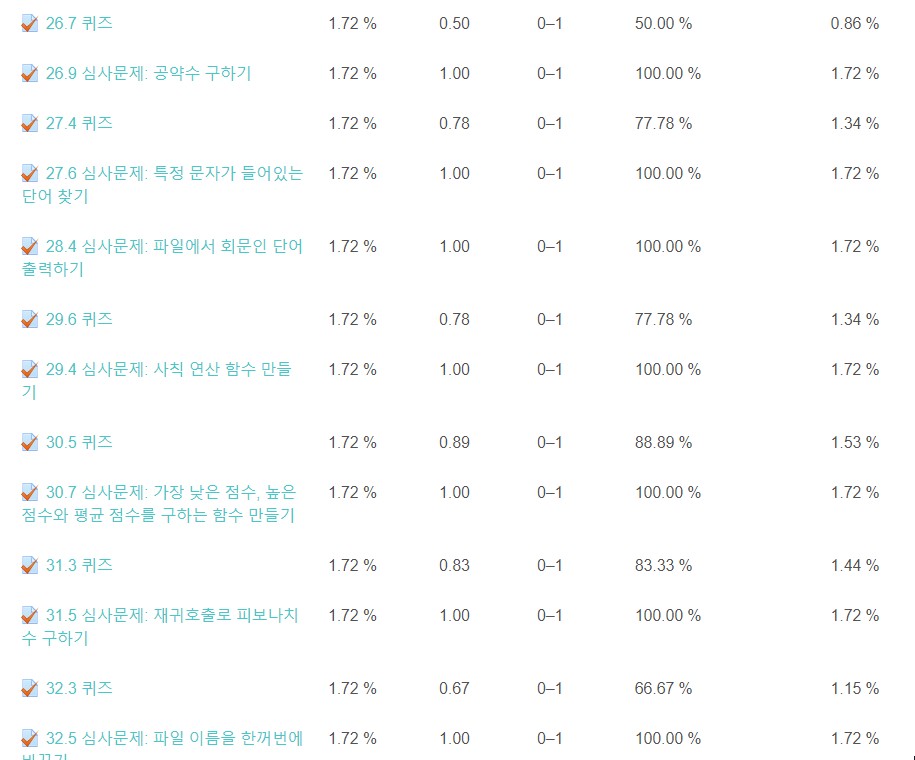 26.7 퀴즈 1.72 % 0.50 0–1 50.00 % 0.86 %
26.9 심사문제: 공약수 구하기 1.72 % 1.00 0–1 100.00 % 1.72 %
27.4 퀴즈 1.72 % 0.78 0–1 77.78 % 1.34 %
27.6 심사문제: 특정 문자가 들어있는 1.72 % 1.00 0–1 100.00 % 1.72 %
단어 찾기
28.4 심사문제: 파일에서 회문인 단어 1.72 % 1.00 0–1 100.00 % 1.72 %
출력하기
29.6 퀴즈 1.72 % 0.78 0–1 77.78 % 1.34 %
29.4 심사문제: 사칙 연산 함수 만들 1.72 % 1.00 0–1 100.00 % 1.72 %
기
30.5 퀴즈 1.72 % 0.89 0–1 88.89 % 1.53 %
30.7 심사문제: 가장 낮은 점수, 높은 1.72 % 1.00 0–1 100.00 % 1.72 %
점수와 평균 점수를 구하는 함수 만들기
31.3 퀴즈 1.72 % 0.83 0–1 83.33 % 1.44 %
31.5 심사문제: 재귀호출로 피보나치 1.72 % 1.00 0–1 100.00 % 1.72 %
수 구하기
32.3 퀴즈 1.72 % 0.67 0–1 66.67 % 1.15 %
32.5 심사문제: 파일 이름을 한꺼번에 1.72 % 1.00 0–1 100.00 % 1.72 %